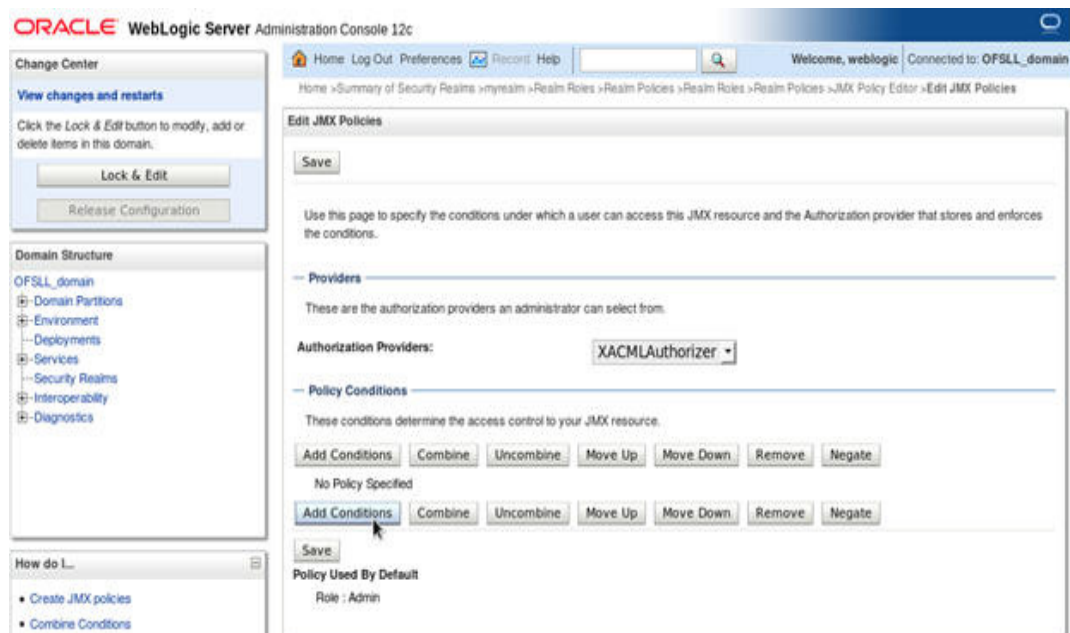 ORACLE WebLogic Server Administration Console 12c
Change Center
View changes and restarts
Click the Lock & Edit button to modify, add or
delete items in this domain.
Lock & Edit
Release Configuration
Domain Structure
OFSLL_domain
Domain Partitions
Environment
Deployments
Services
Security Realms
Interoperability
Diagnostics
How do I...
Create JMX policies
Combine Conditions
Home Log Out Preferences Record Help
Welcome, weblogic Connected to: OFSLL_domain
Home >Summary of Security Realms >myrealm >Realm Roles >Realm Policies >Realm Roles >Realm Policies >JMX Policy Editor >Edit JMX Policies
Edit JMX Policies
Save
Use this page to specify the conditions under which a user can access this JMX resource and the Authorization provider that stores and enforces
the conditions.
Providers
These are the authorization providers an administrator can select from.
Authorization Providers: XACMLAuthorizer
Policy Conditions
These conditions determine the access control to your JMX resource.
Add Conditions Combine Uncombine Move Up Move Down Remove Negate
No Policy Specified
Add Conditions Combine Uncombine Move Up Move Down Remove Negate
Save
Policy Used By Default
Role : Admin